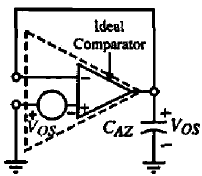 Ideal
Comparator
+
+
V_OS
C_AZ
+
V_OS
−